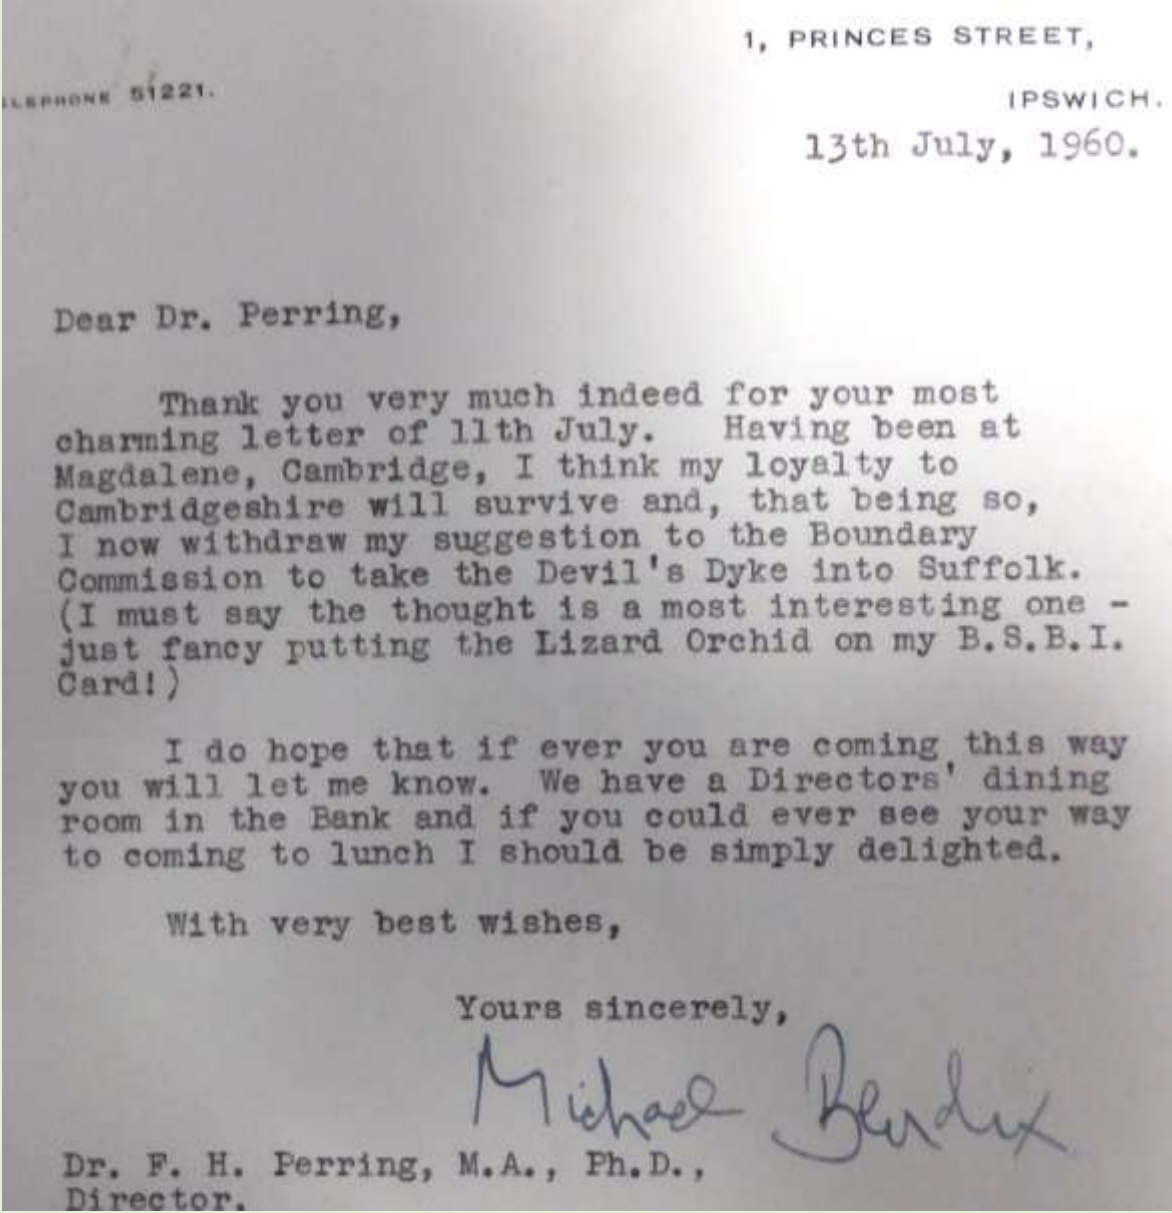 1, PRINCES STREET,
TELEPHONE 51221.
IPSWICH.
13th July, 1960.
Dear Dr. Perring,
Thank you very much indeed for your most
charming letter of 11th July. Having been at
Magdalene, Cambridge, I think my loyalty to
Cambridgeshire will survive and, that being so,
I now withdraw my suggestion to the Boundary
Commission to take the Devil's Dyke into Suffolk.
(I must say the thought is a most interesting one -
just fancy putting the Lizard Orchid on my B.S.B.I.
Card!)
I do hope that if ever you are coming this way
you will let me know. We have a Directors' dining
room in the Bank and if you could ever see your way
to coming to lunch I should be simply delighted.
With very best wishes,
Yours sincerely,
Michael Bendix
Dr. F. H. Perring, M.A., Ph.D.,
Director.